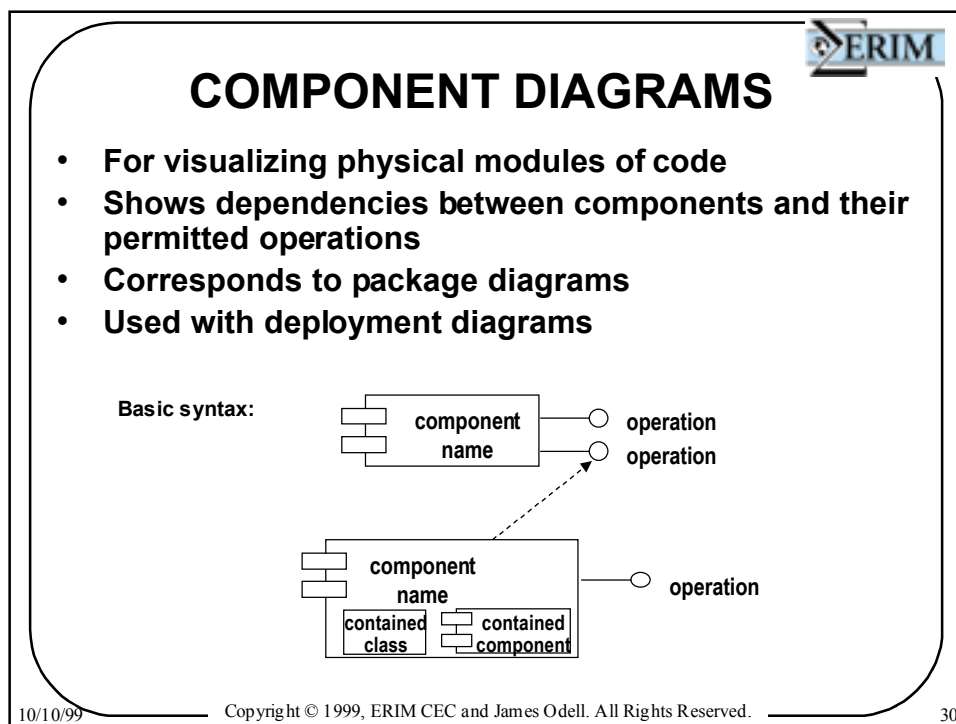 ERIM
COMPONENT DIAGRAMS
• For visualizing physical modules of code
• Shows dependencies between components and their
permitted operations
• Corresponds to package diagrams
• Used with deployment diagrams
Basic syntax:
component
name
operation
operation
component
name
operation
contained
class
contained
component
10/10/99
Copyright © 1999, ERIM CEC and James Odell. All Rights Reserved.
30